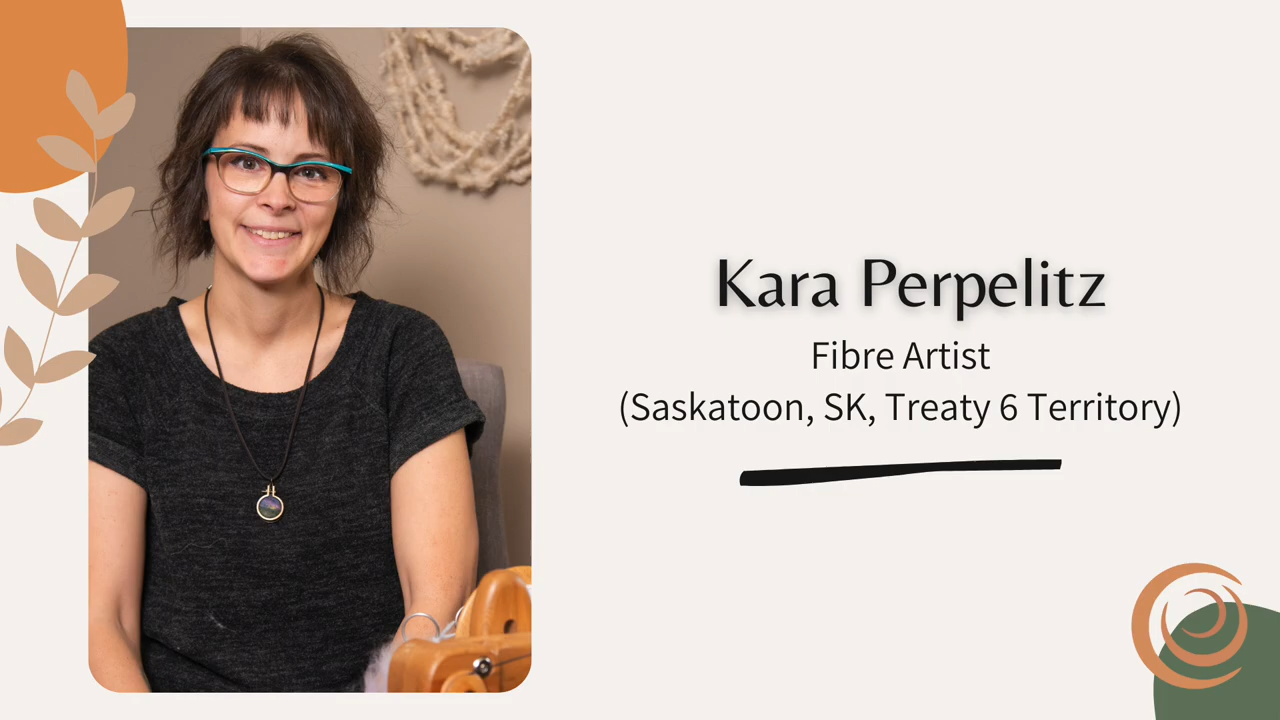 Kara Perpelitz
Fibre Artist
(Saskatoon, SK, Treaty 6 Territory)